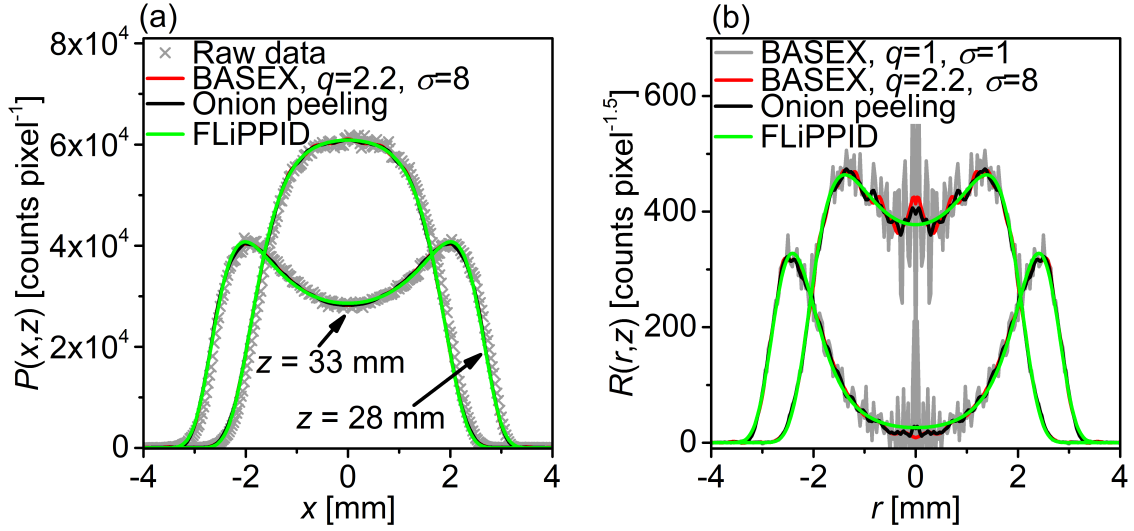 (a)
P(x,z) [counts pixel⁻¹]
8x10⁴
6x10⁴
4x10⁴
2x10⁴
0
Raw data
BASEX, q=2.2, σ=8
Onion peeling
FLiPPID
z = 33 mm
z = 28 mm
-4 -2 0 2 4
x [mm]
(b)
R(r,z) [counts pixel⁻¹·⁵]
600
400
200
0
BASEX, q=1, σ=1
BASEX, q=2.2, σ=8
Onion peeling
FLiPPID
-4 -2 0 2 4
r [mm]